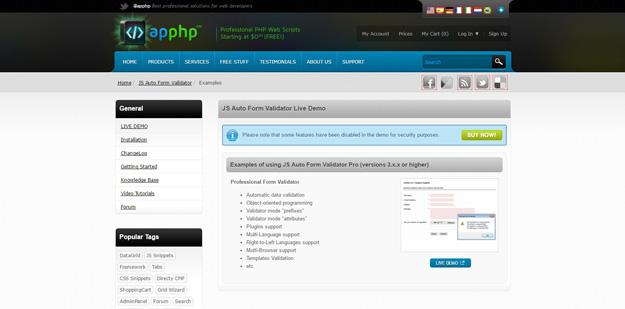 Apphp Best professional solutions for web developers
apphp
Professional PHP Web Scripts
Starting at $0.00 (FREE!)
My Account Prices My Cart (0) Log In ▼ Sign Up
HOME PRODUCTS SERVICES FREE STUFF TESTIMONIALS ABOUT US SUPPORT
Search
Home / JS Auto Form Validator / Examples
General
LIVE DEMO
Installation
ChangeLog
Getting Started
Knowledge Base
Video Tutorials
Forum
Popular Tags
DataGrid JS Snippets
Framework Tabs
CSS Snippets Directy CMF
ShoppingCart Grid Wizard
AdminPanel Forum Search
JS Auto Form Validator Live Demo
Please note that some features have been disabled in the demo for security purposes.
BUY NOW!
Examples of using JS Auto Form Validator Pro (versions 3.x.x or higher)
Professional Form Validator
• Automatic data validation
• Object-oriented programming
• Validator mode "prefixes"
• Validator mode "attributes"
• Plugins support
• Multi-Language support
• Right-to-Left Languages support
• Multi-Browser support
• Templates Validation
• etc.
LIVE DEMO